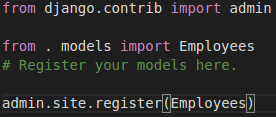 from django.contrib import admin
from . models import Employees
# Register your models here.
admin.site.register(Employees)